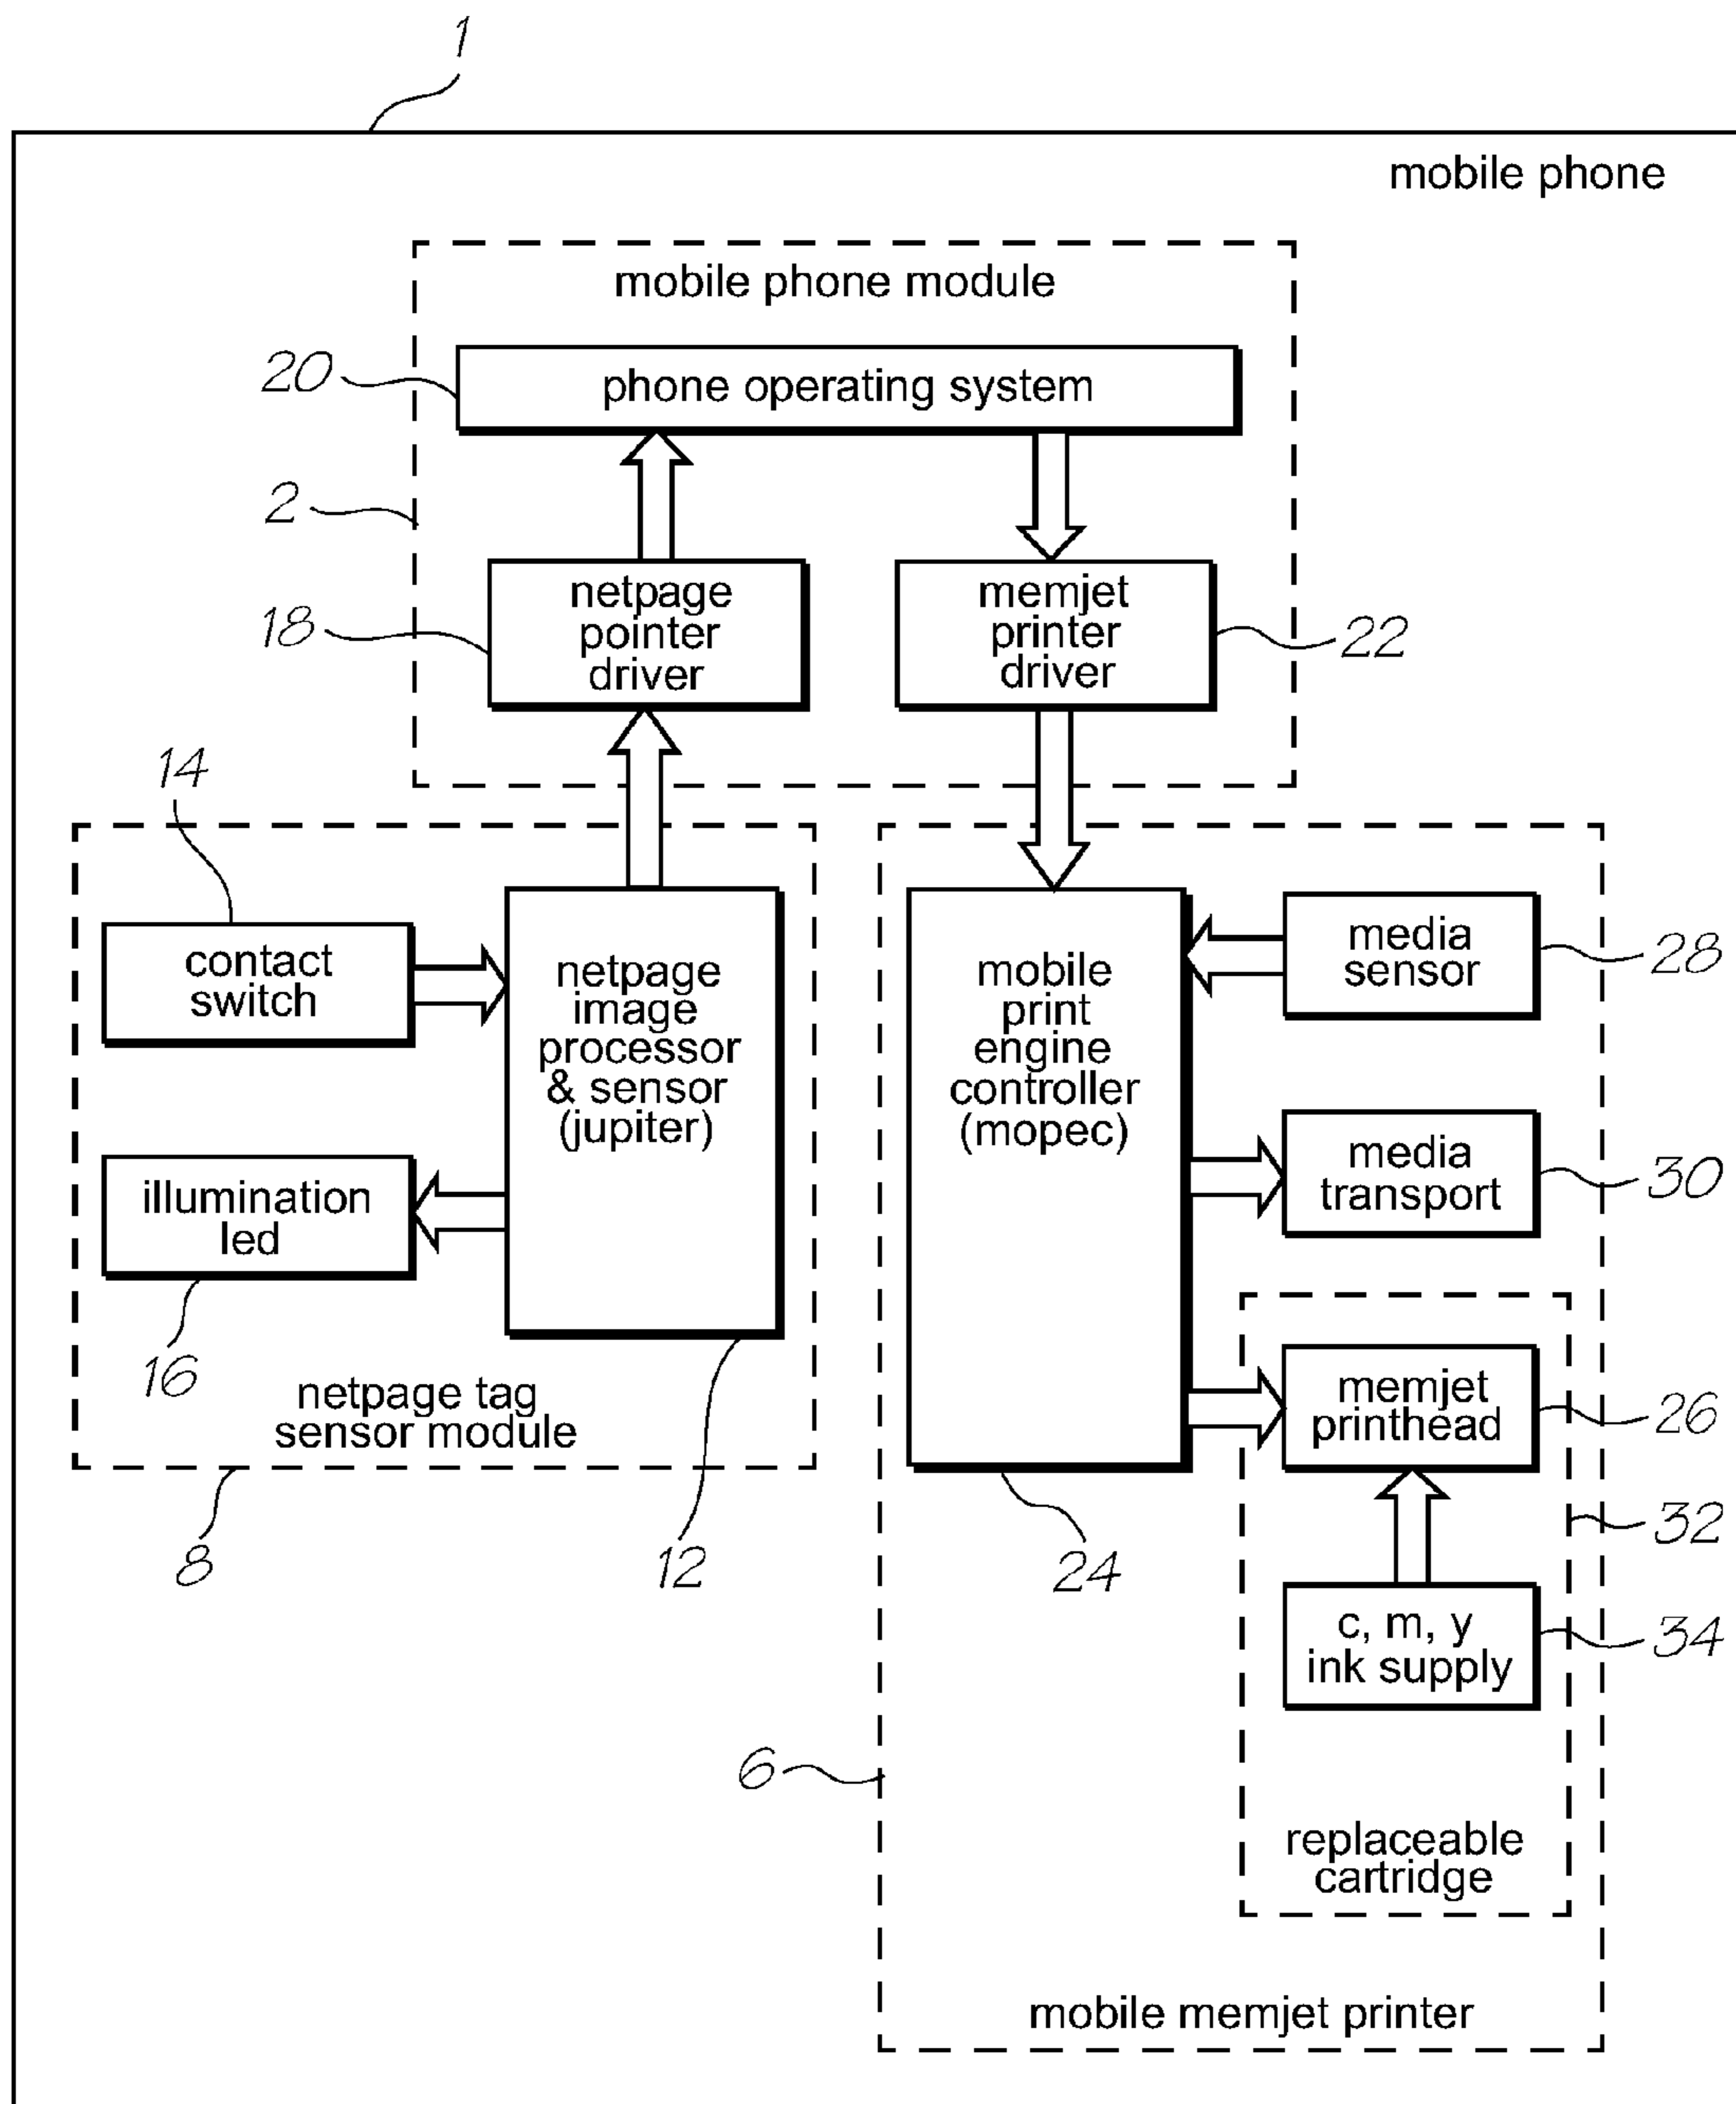 1
mobile phone
mobile phone module
20
phone operating system
2
netpage
pointer
driver
18
memjet
printer
driver
22
14
contact
switch
netpage
image
processor
& sensor
(jupiter)
illumination
led
16
netpage tag
sensor module
8
12
mobile
print
engine
controller
(mopec)
media
sensor
28
media
transport
30
memjet
printhead
26
32
24
c, m, y
ink supply
34
6
replaceable
cartridge
mobile memjet printer